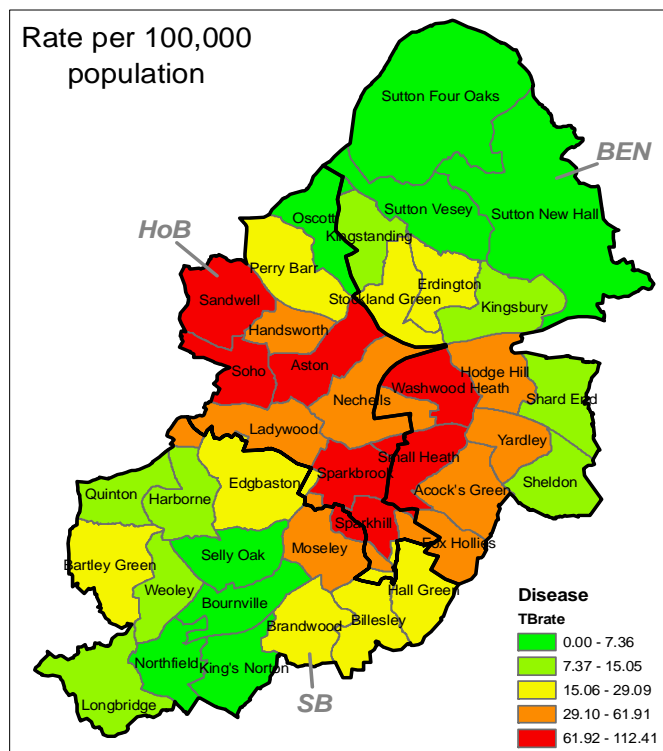 Rate per 100,000
population
Sutton Four Oaks
BEN
Oscott
Sutton Vesey
Sutton New Hall
Kingstanding
HoB
Perry Barr
Erdington
Sandwell
Stockland Green
Kingsbury
Handsworth
Aston
Hodge Hill
Soho
Washwood Heath
Nechells
Shard End
Ladywood
Yardley
Small Heath
Sparkbrook
Sheldon
Edgbaston
Acock's Green
Quinton
Harborne
Sparkhill
Fox Hollies
Selly Oak
Moseley
Bartley Green
Weoley
Hall Green
Bournville
Billesley
Brandwood
Northfield
King's Norton
Longbridge
SB
Disease
TBrate
0.00 - 7.36
7.37 - 15.05
15.06 - 29.09
29.10 - 61.91
61.92 - 112.41